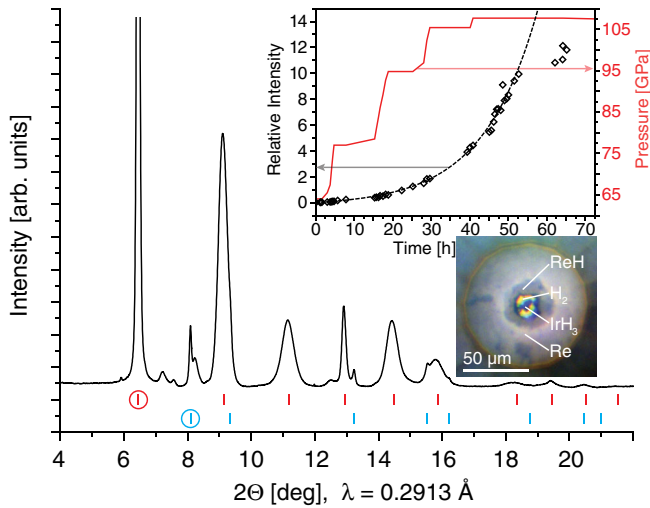 Intensity [arb. units]
4 6 8 10 12 14 16 18 20
2Θ [deg], λ = 0.2913 Å
Relative Intensity
14
12
10
8
6
4
2
0
0 10 20 30 40 50 60 70
Time [h]
105
95
85
75
65
Pressure [GPa]
ReH
H₂
IrH₃
Re
50 µm